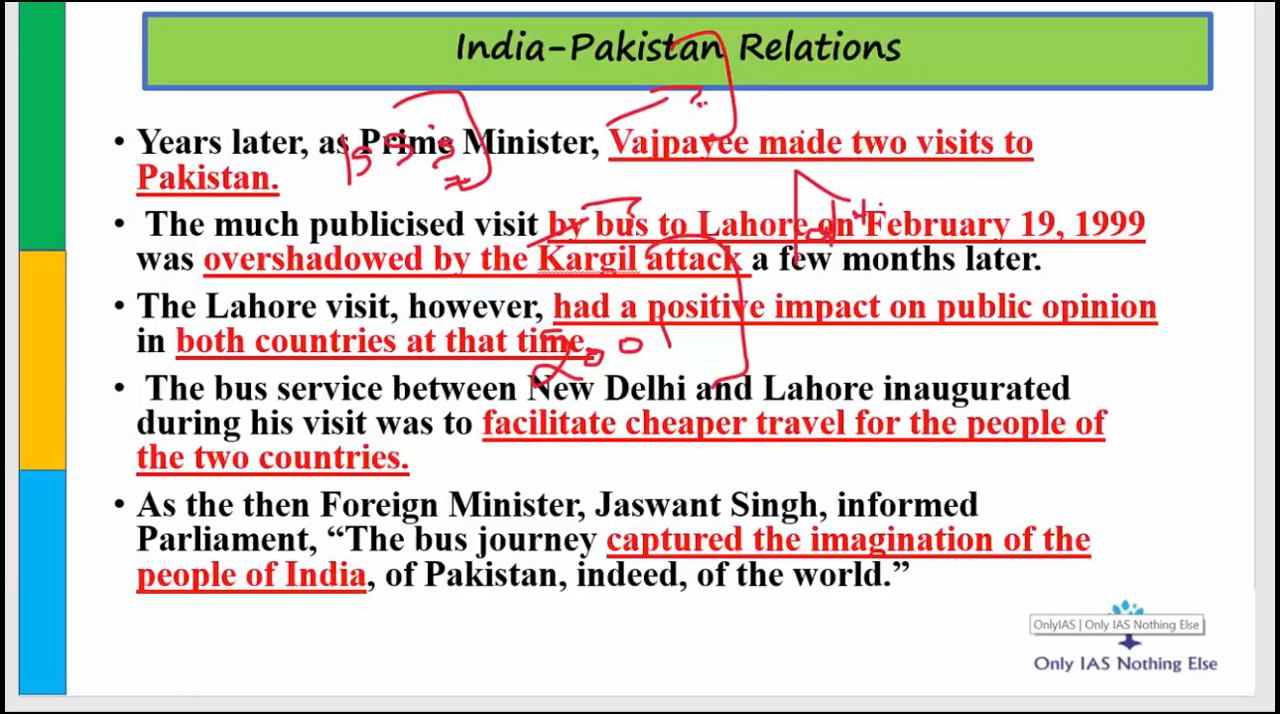 India-Pakistan Relations
• Years later, as Prime Minister, Vajpayee made two visits to
Pakistan.
• The much publicised visit by bus to Lahore on February 19, 1999
was overshadowed by the Kargil attack a few months later.
• The Lahore visit, however, had a positive impact on public opinion
in both countries at that time.
• The bus service between New Delhi and Lahore inaugurated
during his visit was to facilitate cheaper travel for the people of
the two countries.
• As the then Foreign Minister, Jaswant Singh, informed
Parliament, “The bus journey captured the imagination of the
people of India, of Pakistan, indeed, of the world.”
2001
OnlyIAS | Only IAS Nothing Else
Only IAS Nothing Else